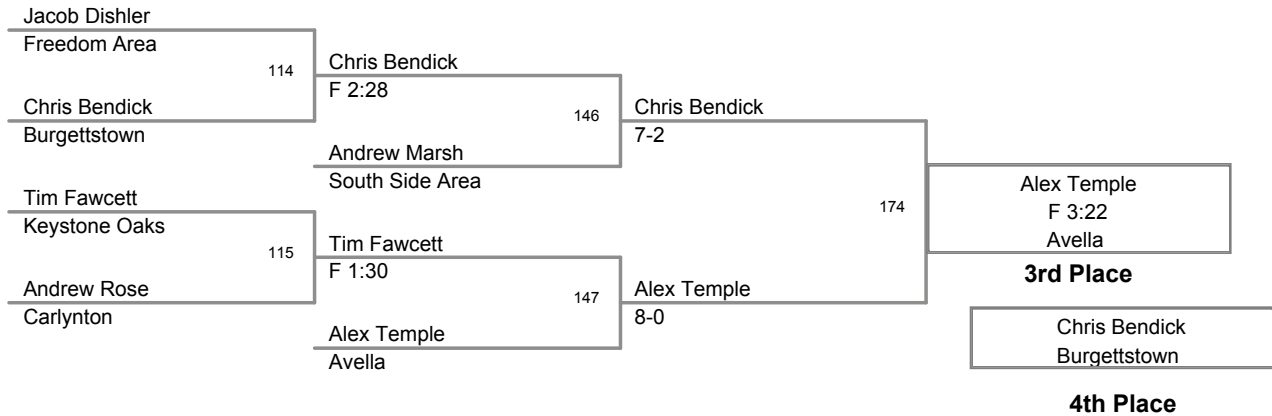 Jacob Dishler
Freedom Area
114
Chris Bendick
F 2:28
Chris Bendick
Burgettstown
146
Chris Bendick
7-2
Andrew Marsh
South Side Area
Tim Fawcett
Keystone Oaks
115
Tim Fawcett
F 1:30
Andrew Rose
Carlynton
147
Alex Temple
8-0
Alex Temple
Avella
174
Alex Temple
F 3:22
Avella
3rd Place
Chris Bendick
Burgettstown
4th Place